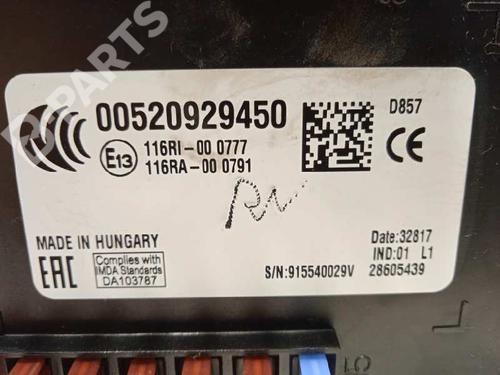 PARTS
00520929450
D857
E13
116RI-00 0777
116RA-00 0791
CE
MADE IN HUNGARY
Date:32817
EAC
Complies with
IMDA Standards
DA103787
IND:01 L1
S/N:915540029V
28605439